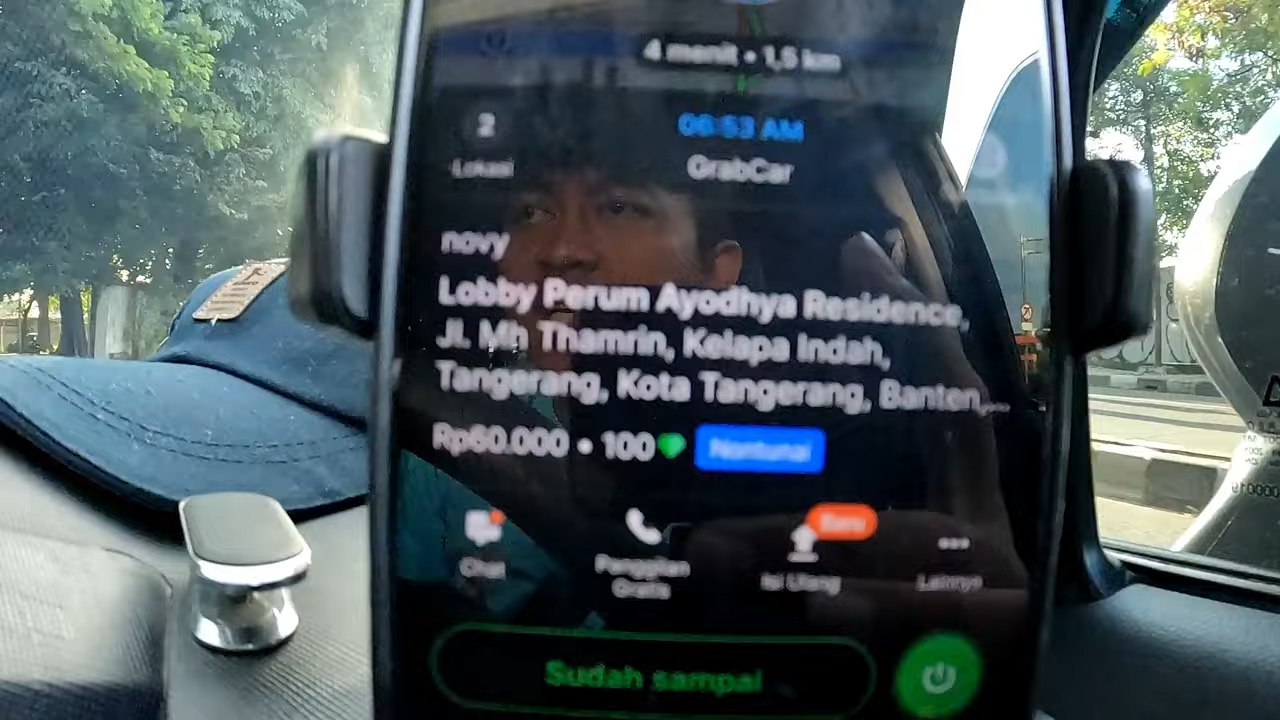 4 menit • 1,5 km
2
06:53 AM
Lokasi
GrabCar
novy
Lobby Perum Ayodhya Residence,
Jl. Mh Thamrin, Kelapa Indah,
Tangerang, Kota Tangerang, Banten,...
Rp60.000 • 100
Nontunai
Baru
Chat
Panggilan
Gratis
Isi Ulang
Lainnya
Sudah sampai